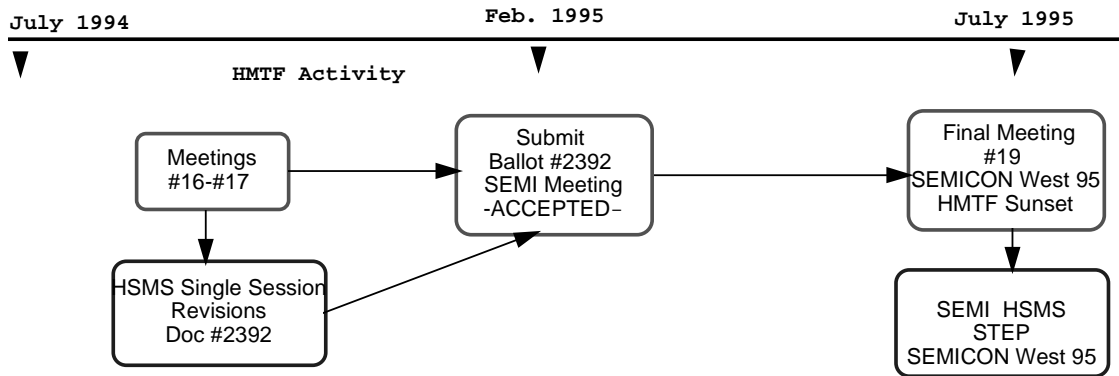 July 1994
Feb. 1995
July 1995
HMTF Activity
Meetings
#16-#17
Submit
Ballot #2392
SEMI Meeting
-ACCEPTED-
Final Meeting
#19
SEMICON West 95
HMTF Sunset
HSMS Single Session
Revisions
Doc #2392
SEMI HSMS
STEP
SEMICON West 95